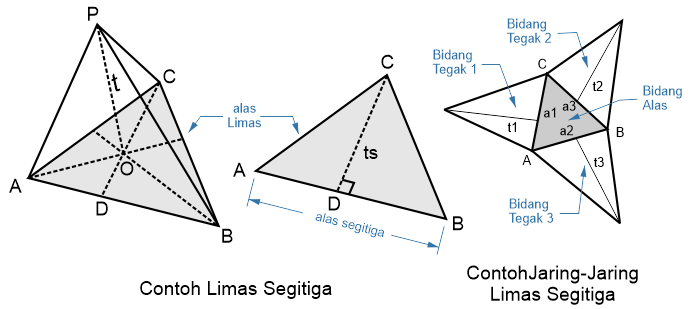 P
t
C
A
O
D
B
alas
Limas
C
ts
A
D
B
alas segitiga
Contoh Limas Segitiga
Bidang
Tegak 2
Bidang
Tegak 1
C
t2
Bidang
Alas
a3
a1
t1
a2
B
A
t3
Bidang
Tegak 3
ContohJaring-Jaring
Limas Segitiga